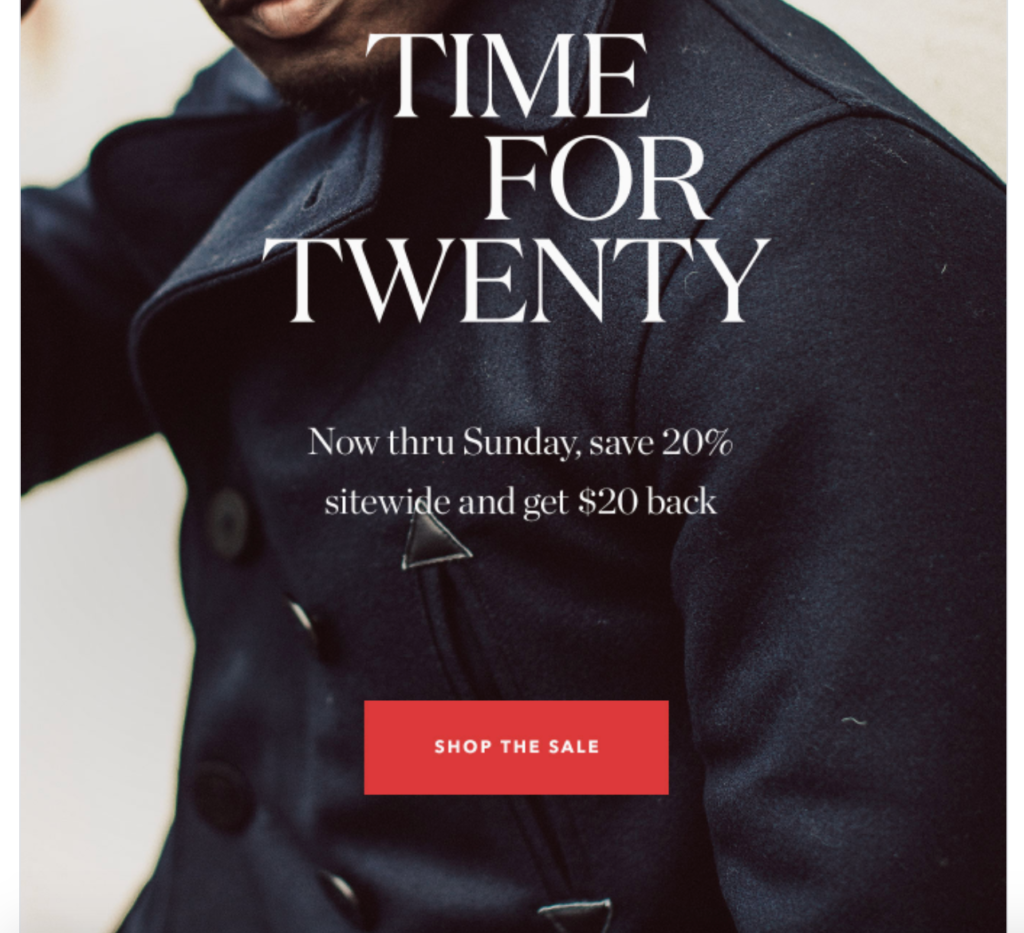 TIME
FOR
TWENTY
Now thru Sunday, save 20%
sitewide and get $20 back
SHOP THE SALE